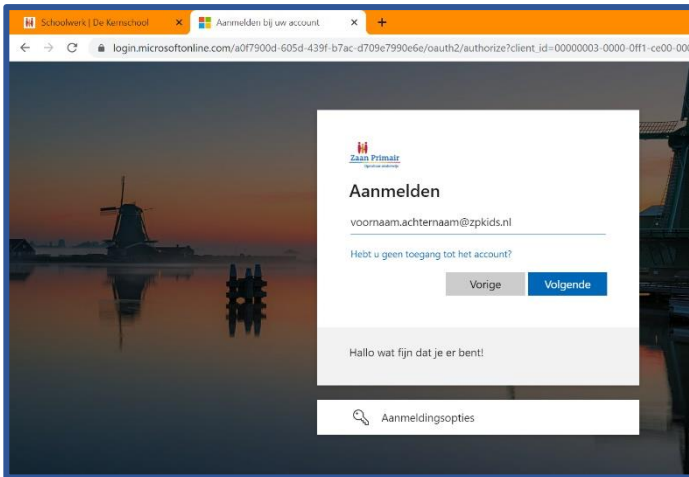 Schoolwerk | De Kernschool
Aanmelden bij uw account
login.microsoftonline.com/a0f7900d-605d-439f-b7ac-d709e7990e6e/oauth2/authorize?client_id=00000003-0000-0ff1-ce00-000
Zaan Primair
Aanmelden
voornaam.achternaam@zpkids.nl
Hebt u geen toegang tot het account?
Vorige
Volgende
Hallo wat fijn dat je er bent!
Aanmeldingsopties